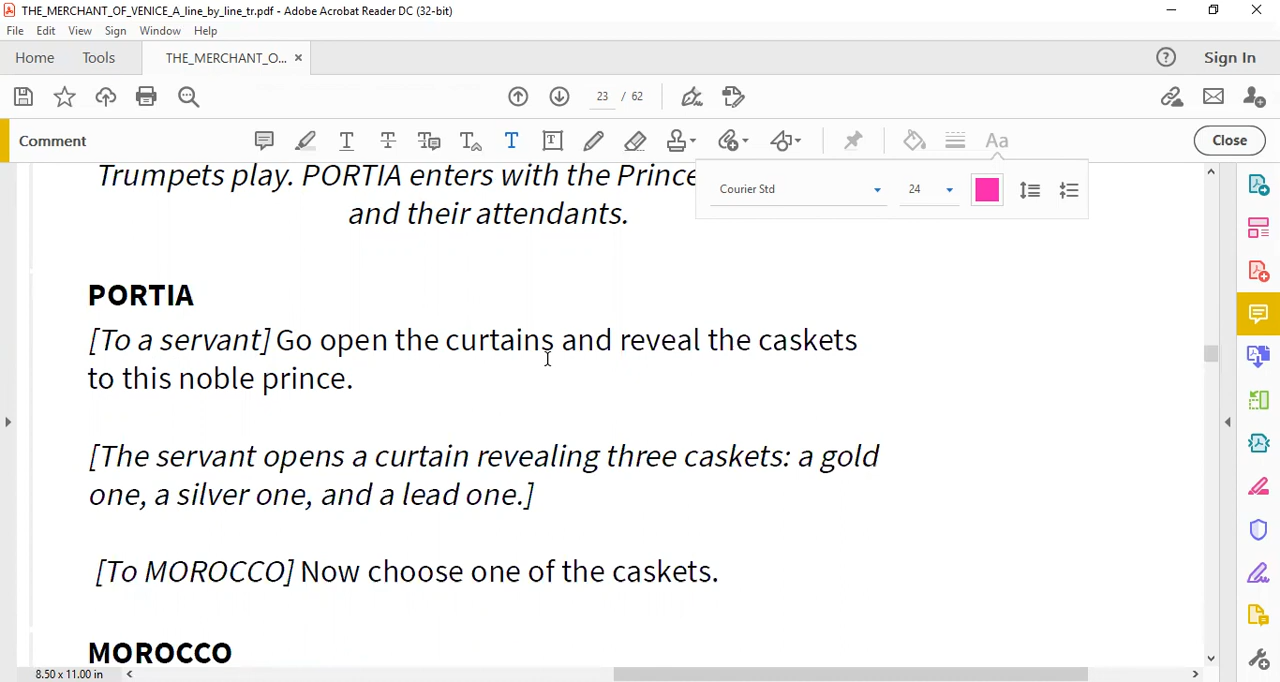 THE_MERCHANT_OF_VENICE_A_line_by_line_tr.pdf - Adobe Acrobat Reader DC (32-bit)
File Edit View Sign Window Help
Home Tools THE_MERCHANT_O... × Sign In
23 / 62
Comment Close
Courier Std 24
Trumpets play. PORTIA enters with the Prince
and their attendants.
PORTIA
[To a servant] Go open the curtains and reveal the caskets
to this noble prince.
[The servant opens a curtain revealing three caskets: a gold
one, a silver one, and a lead one.]
[To MOROCCO] Now choose one of the caskets.
MOROCCO
8.50 x 11.00 in